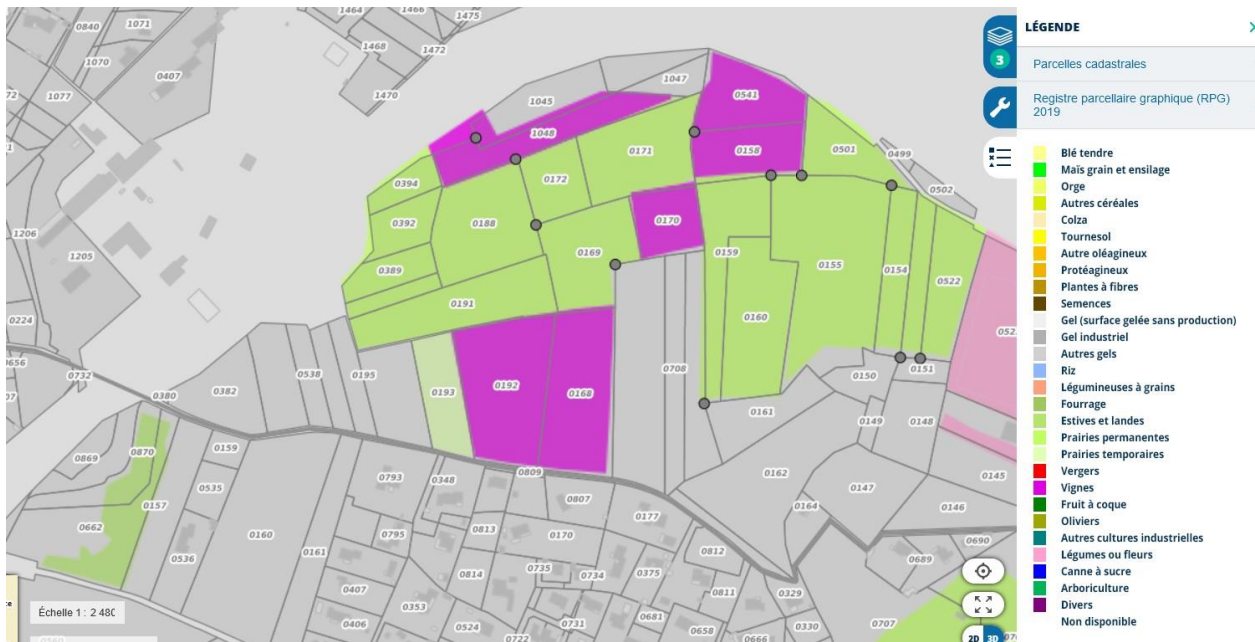 1464
1466
1475
0840
1071
1468
1472
1070
0407
1047
72
1077
1470
1045
0541
1048
0158
0501
0499
0171
0172
0394
0502
0170
0392
0188
1206
0169
0159
1205
0389
0155
0154
0522
0191
0160
0224
0656
0732
0538
0195
0708
0151
0150
0382
0193
0192
0168
0380
07
0161
0149
0148
0159
0870
0869
0809
0793
0348
0162
0145
0535
0147
0157
0807
0164
0146
0662
0177
0160
0795
0813
0170
0161
0812
0690
0536
0689
0735
0734
0375
0814
0407
0811
0329
0353
0681
0406
0524
0731
0658
0330
0707
0722
0666
Échelle 1 : 2 480
2D 3D
3
LÉGENDE
Parcelles cadastrales
Registre parcellaire graphique (RPG)
2019
Blé tendre
Maïs grain et ensilage
Orge
Autres céréales
Colza
Tournesol
Autre oléagineux
Protéagineux
Plantes à fibres
Semences
Gel (surface gelée sans production)
Gel industriel
Autres gels
Riz
Légumineuses à grains
Fourrage
Estives et landes
Prairies permanentes
Prairies temporaires
Vergers
Vignes
Fruit à coque
Oliviers
Autres cultures industrielles
Légumes ou fleurs
Canne à sucre
Arboriculture
Divers
Non disponible